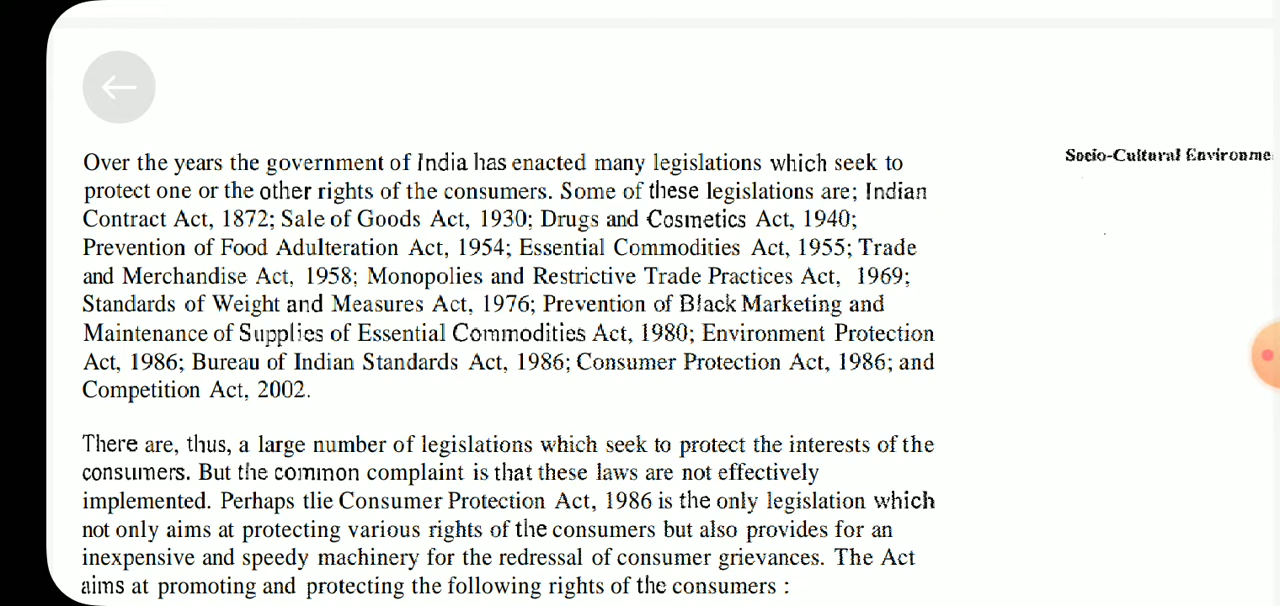 Socio-Cultural Environme
Over the years the government of India has enacted many legislations which seek to
protect one or the other rights of the consumers. Some of these legislations are; Indian
Contract Act, 1872; Sale of Goods Act, 1930; Drugs and Cosmetics Act, 1940;
Prevention of Food Adulteration Act, 1954; Essential Commodities Act, 1955; Trade
and Merchandise Act, 1958; Monopolies and Restrictive Trade Practices Act, 1969;
Standards of Weight and Measures Act, 1976; Prevention of Black Marketing and
Maintenance of Supplies of Essential Commodities Act, 1980; Environment Protection
Act, 1986; Bureau of Indian Standards Act, 1986; Consumer Protection Act, 1986; and
Competition Act, 2002.
There are, thus, a large number of legislations which seek to protect the interests of the
consumers. But the common complaint is that these laws are not effectively
implemented. Perhaps tlie Consumer Protection Act, 1986 is the only legislation which
not only aims at protecting various rights of the consumers but also provides for an
inexpensive and speedy machinery for the redressal of consumer grievances. The Act
aims at promoting and protecting the following rights of the consumers :